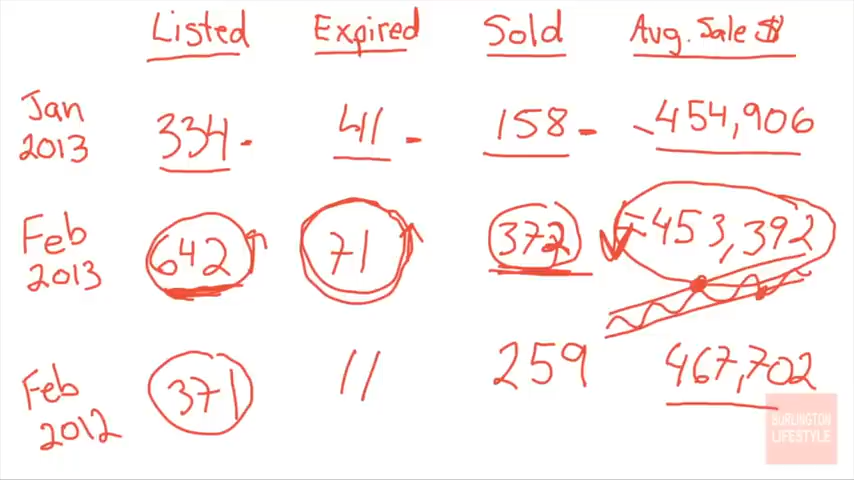 Listed Expired Sold Avg. Sale $
Jan 2013 334 41 158 454,906
Feb 2013 642 71 372 453,392
Feb 2012 371 11 259 467,702
BURLINGTON
LIFESTYLE